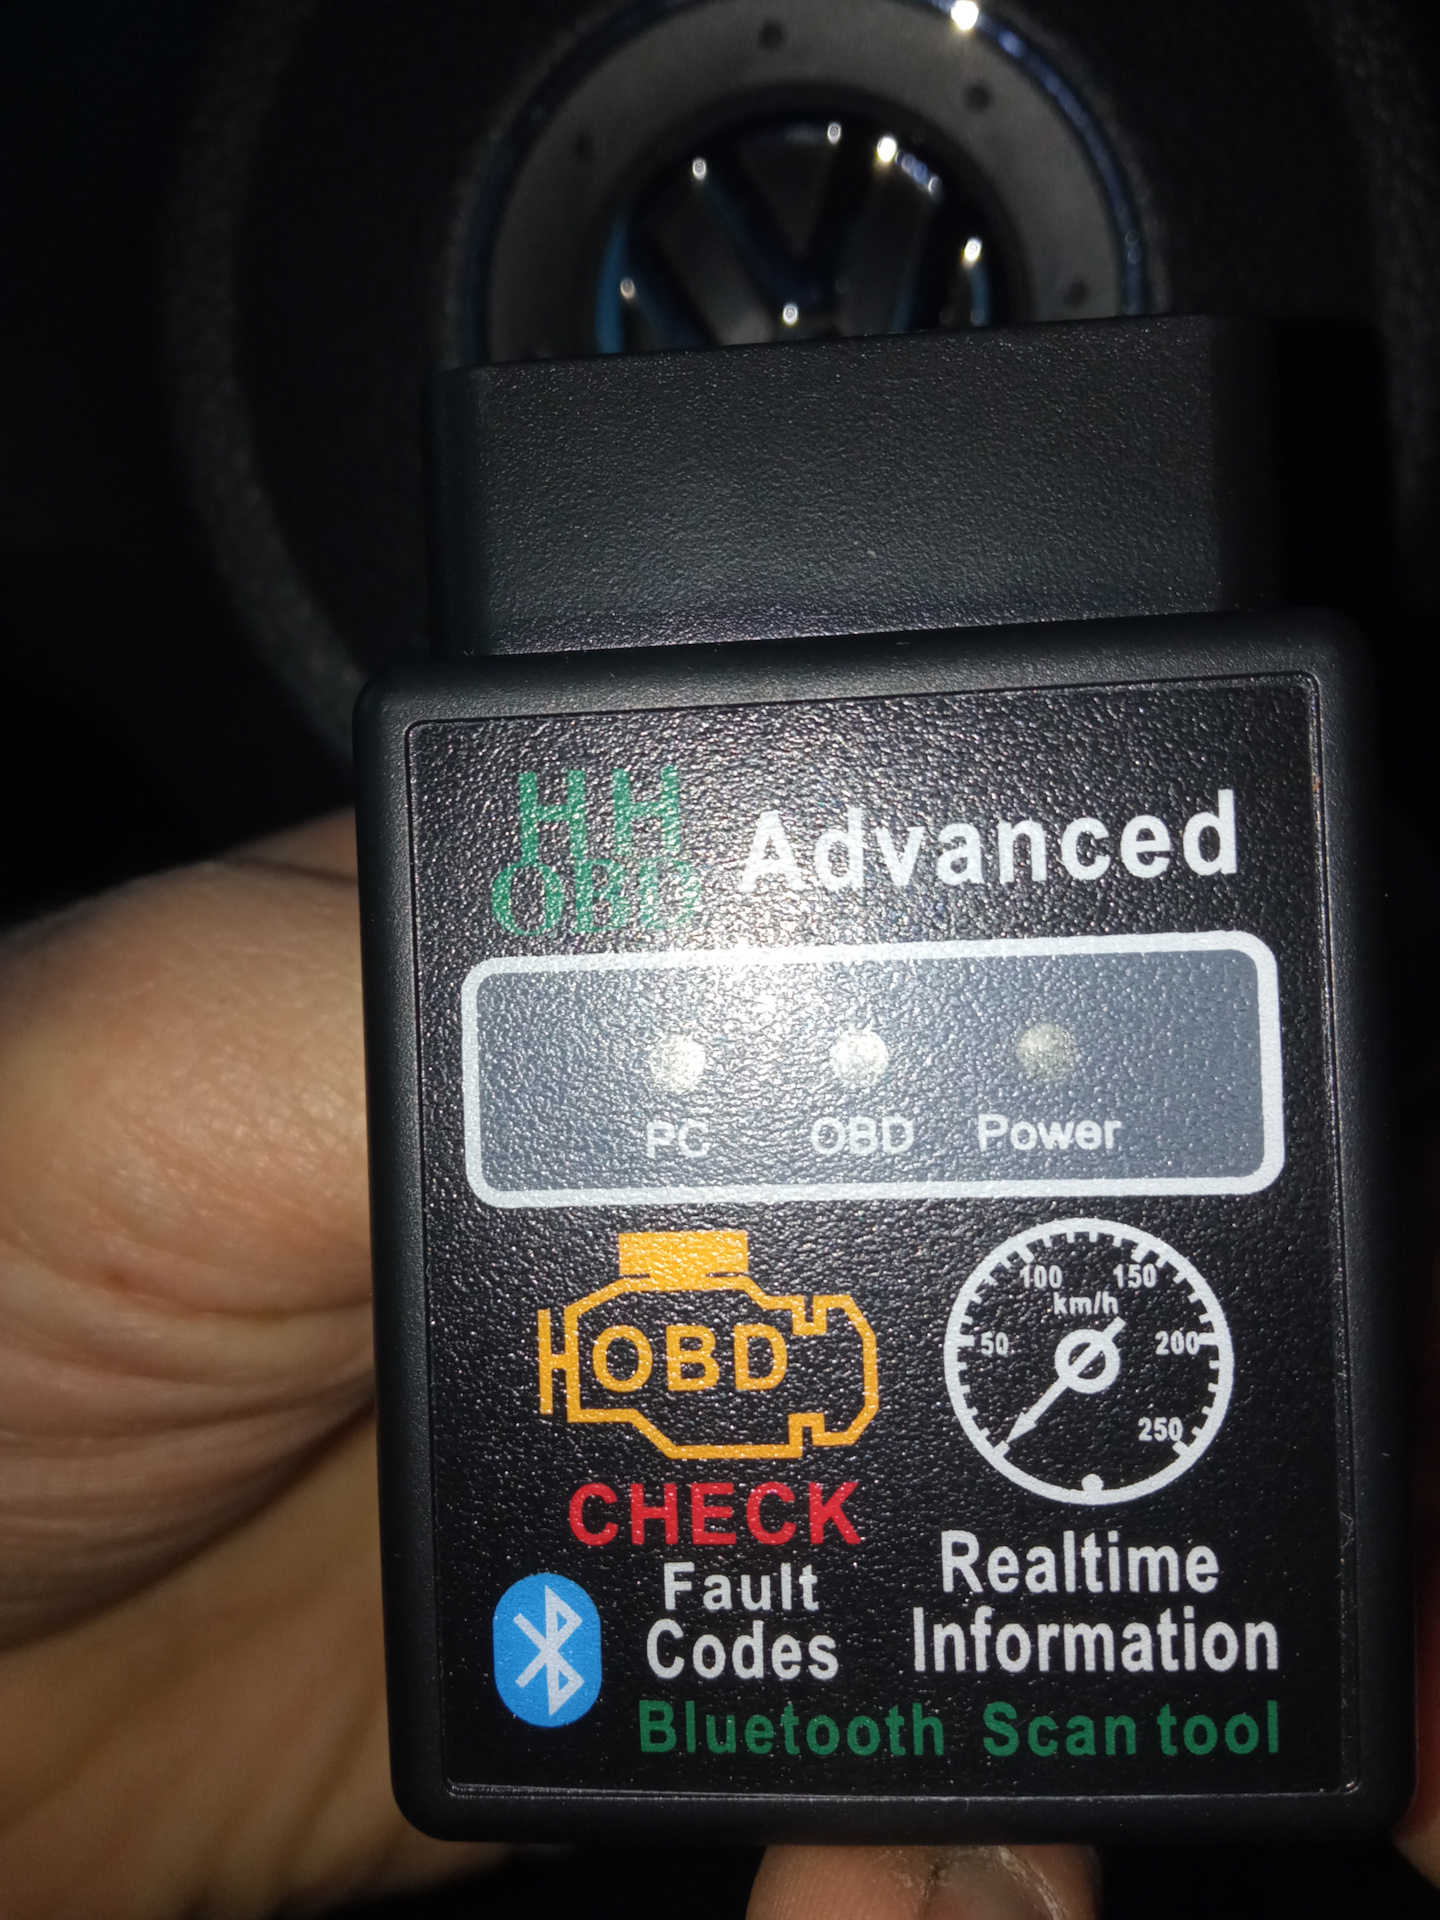 HH
OBD
Advanced
PC OBD Power
OBD
100 150
km/h
50 200
250
CHECK
Fault
Codes
Realtime
Information
Bluetooth Scan tool